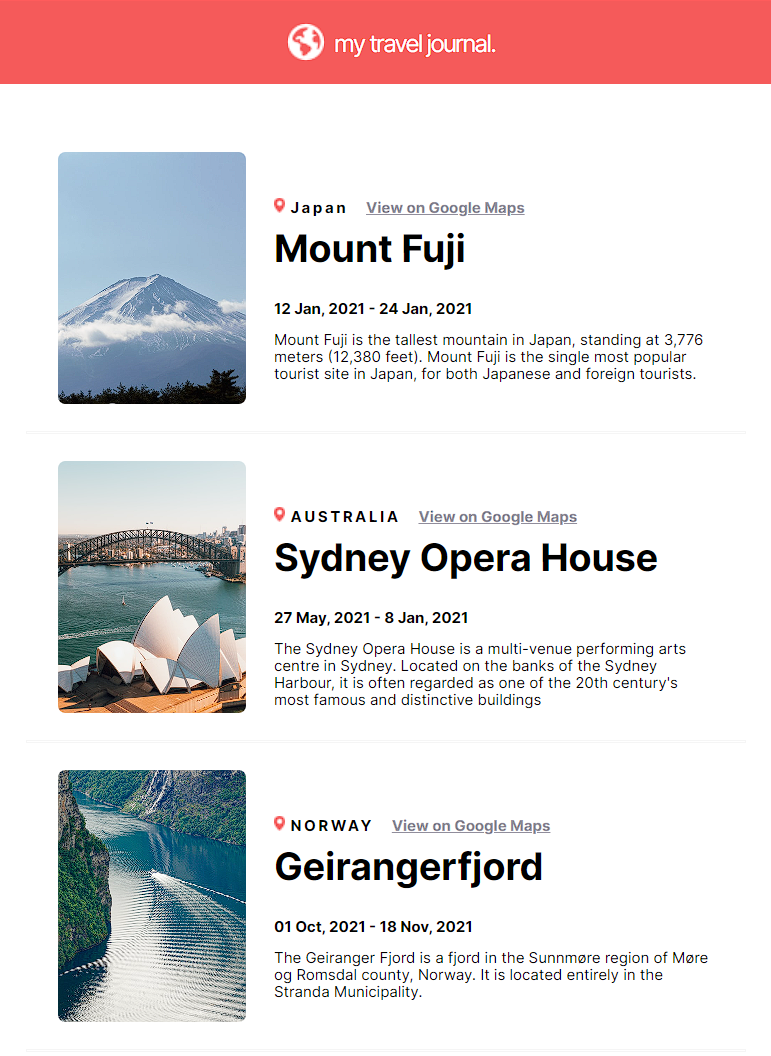 my travel journal.
Japan View on Google Maps
Mount Fuji
12 Jan, 2021 - 24 Jan, 2021
Mount Fuji is the tallest mountain in Japan, standing at 3,776
meters (12,380 feet). Mount Fuji is the single most popular
tourist site in Japan, for both Japanese and foreign tourists.
AUSTRALIA View on Google Maps
Sydney Opera House
27 May, 2021 - 8 Jan, 2021
The Sydney Opera House is a multi-venue performing arts
centre in Sydney. Located on the banks of the Sydney
Harbour, it is often regarded as one of the 20th century's
most famous and distinctive buildings
NORWAY View on Google Maps
Geirangerfjord
01 Oct, 2021 - 18 Nov, 2021
The Geiranger Fjord is a fjord in the Sunnmøre region of Møre
og Romsdal county, Norway. It is located entirely in the
Stranda Municipality.